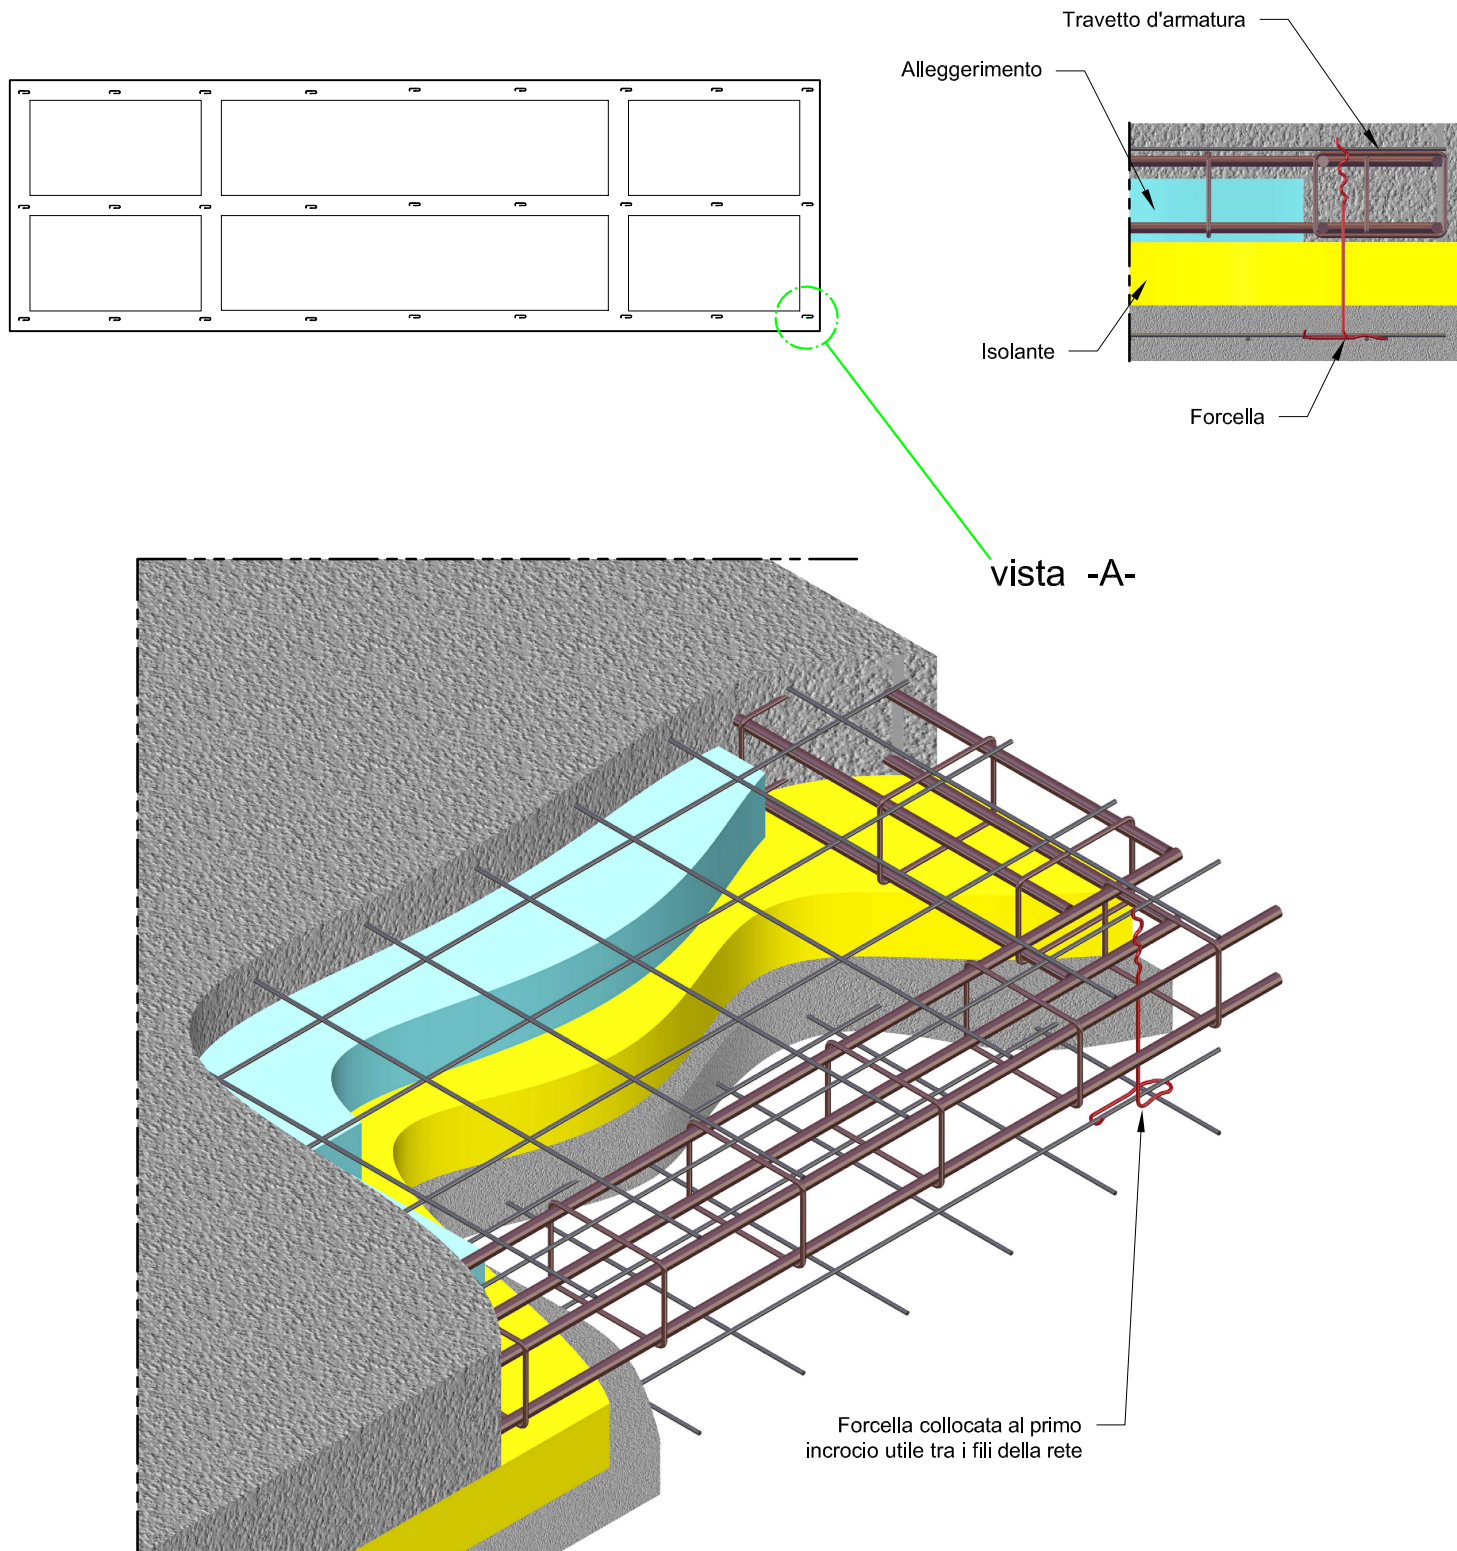 Travetto d'armatura
Alleggerimento
Isolante
Forcella
vista -A-
Forcella collocata al primo
incrocio utile tra i fili della rete